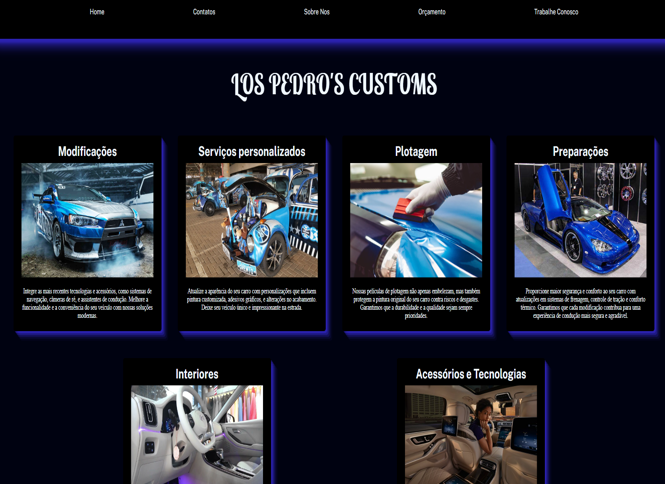 Home
Contatos
Sobre Nos
Orçamento
Trabalhe Conosco
LOS PEDRO'S CUSTOMS
Modificações
Integre as mais recentes tecnologias e acessórios, como sistemas de
navegação, câmeras de ré, e assistentes de condução. Melhore a
funcionalidade e a conveniência do seu veículo com nossas soluções
modernas.
Serviços personalizados
Atualize a aparência do seu carro com personalizações que incluem
pintura customizada, adesivos gráficos, e alterações no acabamento.
Deixe seu veículo único e impressionante na estrada.
Plotagem
Nossas películas de plotagem não apenas embelezam, mas também
protegem a pintura original do seu carro contra riscos e desgastes.
Garantimos que a durabilidade e a qualidade sejam sempre
prioridades.
Preparações
Proporcione maior segurança e conforto ao seu carro com
atualizações em sistemas de frenagem, controle de tração e conforto
térmico. Garantimos que cada modificação contribua para uma
experiência de condução mais segura e agradável.
Interiores
Acessórios e Tecnologias